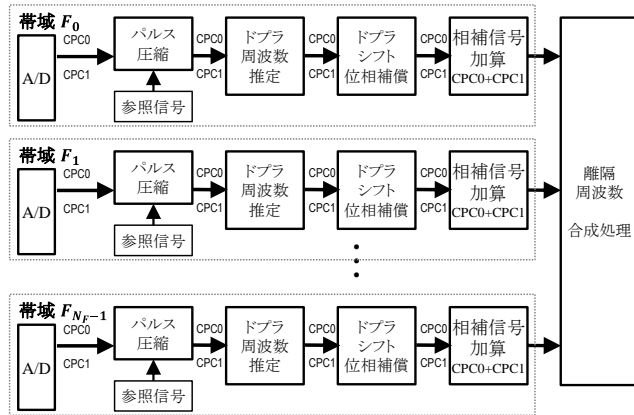 帯域 F₀
A/D
CPC0
CPC1
パルス
圧縮
参照信号
CPC0
CPC1
ドプラ
周波数
推定
CPC0
CPC1
ドプラ
シフト
位相補償
CPC0
CPC1
相補信号
加算
CPC0+CPC1
帯域 F₁
A/D
CPC0
CPC1
パルス
圧縮
参照信号
CPC0
CPC1
ドプラ
周波数
推定
CPC0
CPC1
ドプラ
シフト
位相補償
CPC0
CPC1
相補信号
加算
CPC0+CPC1
帯域 F_{N_F−1}
A/D
CPC0
CPC1
パルス
圧縮
参照信号
CPC0
CPC1
ドプラ
周波数
推定
CPC0
CPC1
ドプラ
シフト
位相補償
CPC0
CPC1
相補信号
加算
CPC0+CPC1
離隔
周波数
合成処理